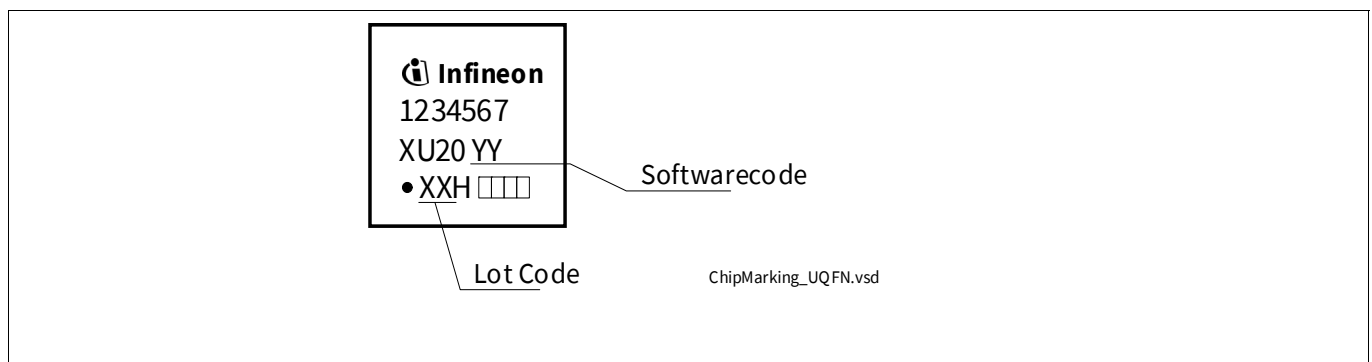 Infineon
1234567
XU20 YY
XXH
Softwarecode
Lot Code
ChipMarking_UQFN.vsd